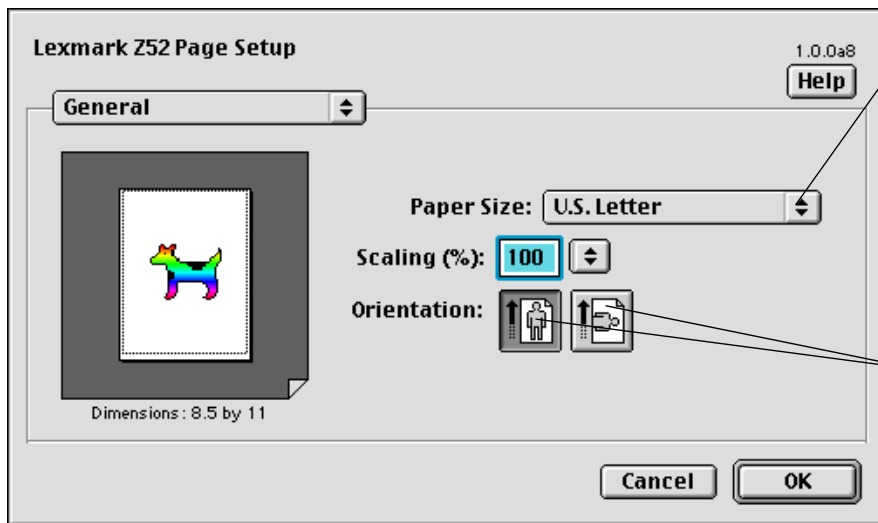 Lexmark Z52 Page Setup
1.0.0a8
Help
General
Paper Size: U.S. Letter
Scaling (%): 100
Orientation:
Dimensions: 8.5 by 11
Cancel OK